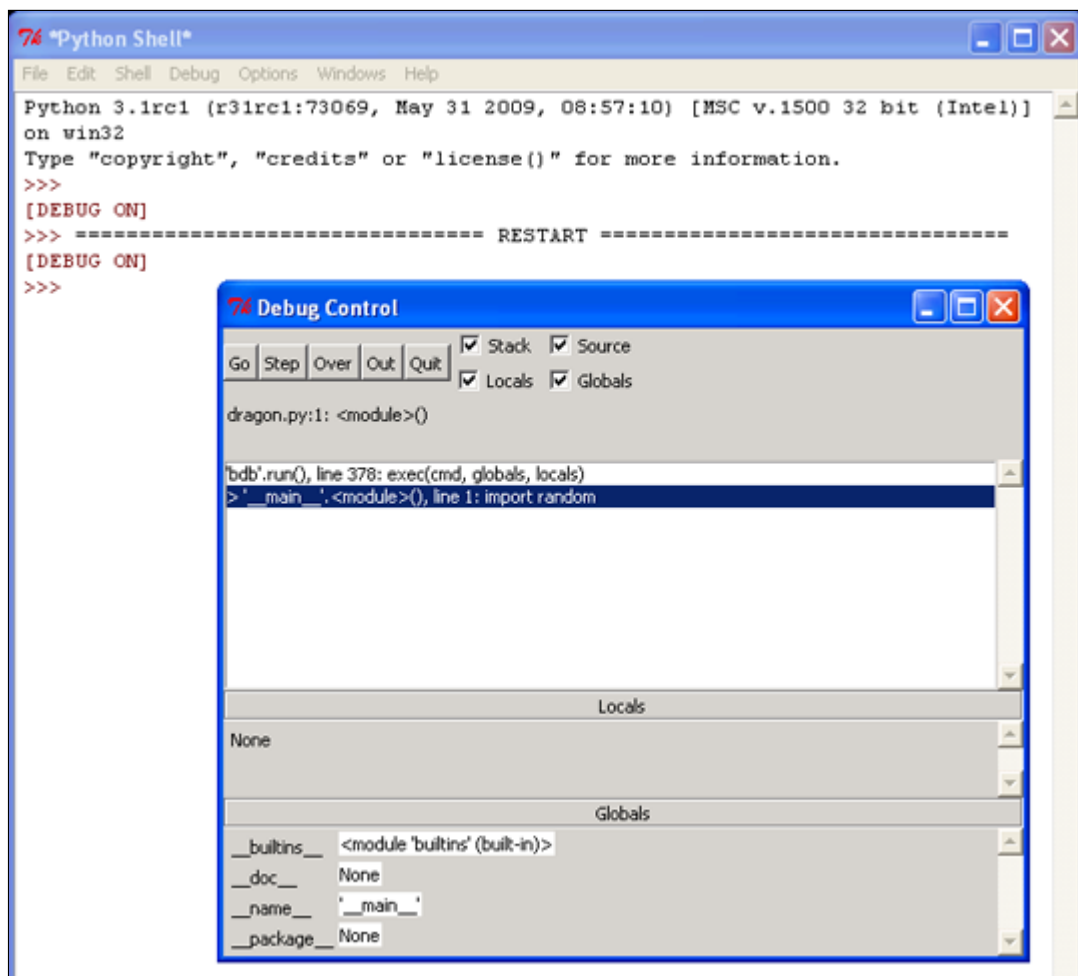 *Python Shell*
File Edit Shell Debug Options Windows Help
Python 3.1rc1 (r31rc1:73069, May 31 2009, 08:57:10) [MSC v.1500 32 bit (Intel)]
on win32
Type "copyright", "credits" or "license()" for more information.
>>>
[DEBUG ON]
>>> ================================ RESTART ================================
[DEBUG ON]
>>>
Debug Control
Go Step Over Out Quit Stack Source
Locals Globals
dragon.py:1: <module>()
'bdb'.run(), line 378: exec(cmd, globals, locals)
> '__main__'.<module>(), line 1: import random
Locals
None
Globals
__builtins__ <module 'builtins' (built-in)>
__doc__ None
__name__ '__main__'
__package__ None